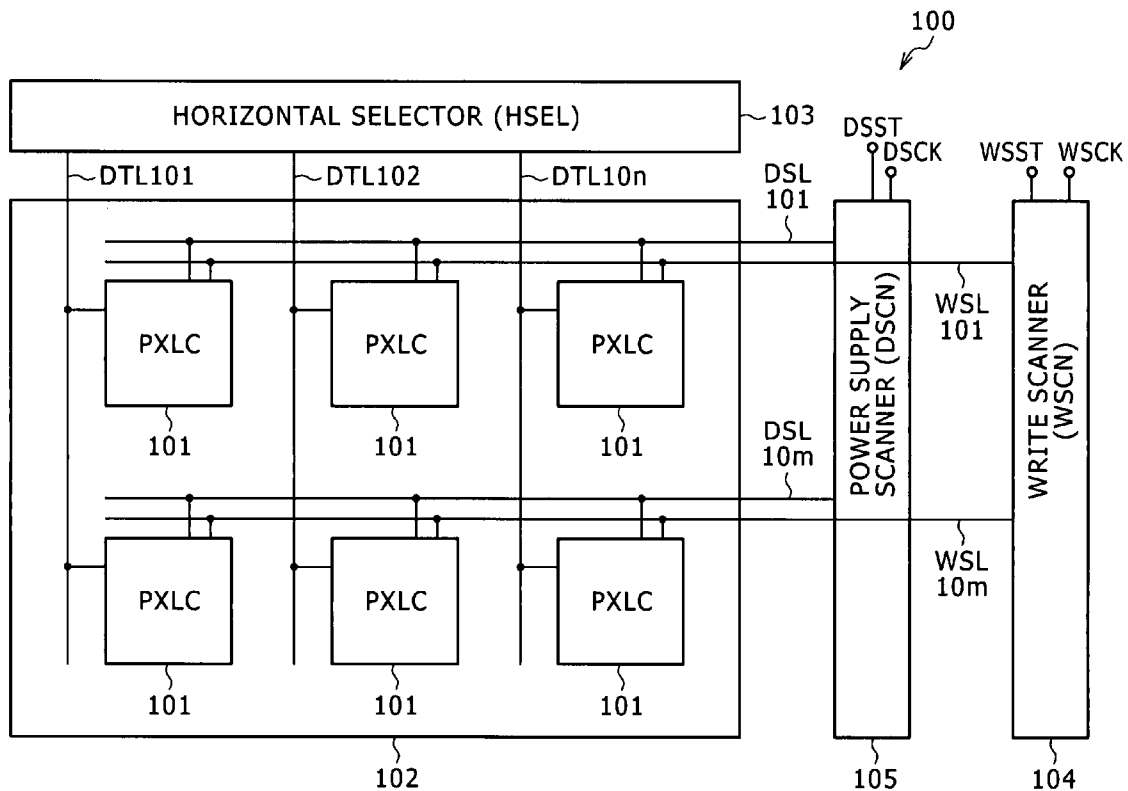 100
HORIZONTAL SELECTOR (HSEL)
103
DSST
DSCK
WSST
WSCK
DTL101
DTL102
DTL10n
DSL
101
WSL
101
PXLC
PXLC
PXLC
101
101
101
POWER SUPPLY
SCANNER (DSCN)
WRITE SCANNER
(WSCN)
DSL
10m
WSL
10m
PXLC
PXLC
PXLC
101
101
101
102
105
104